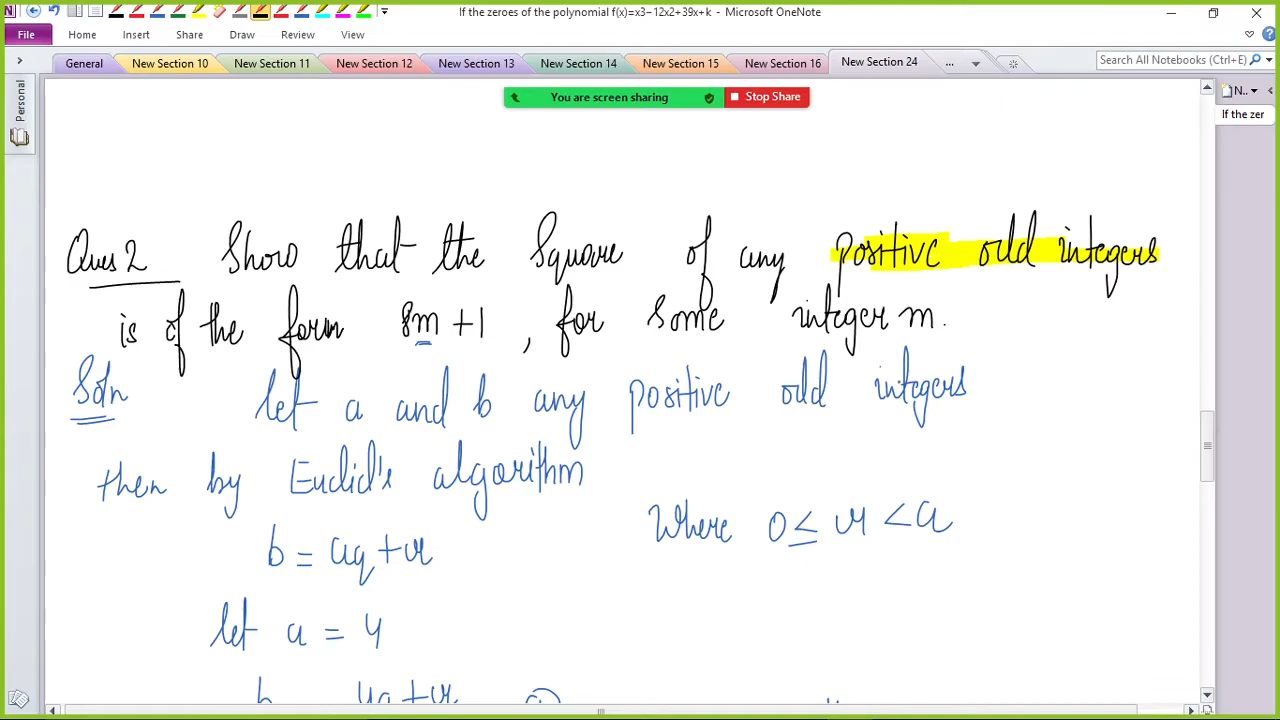 If the zeroes of the polynomial f(x)=x3−12x2+39x+k - Microsoft OneNote
File Home Insert Share Draw Review View
General New Section 10 New Section 11 New Section 12 New Section 13 New Section 14 New Section 15 New Section 16 New Section 24 ... Search All Notebooks (Ctrl+E)
Personal
N..
If the zer
You are screen sharing Stop Share
Ques 2 Show that the Square of any positive odd integers
is of the form 8m+1, for some integer m.
Soln let a and b any positive odd integers
then by Euclid's algorithm
b = aq+r Where 0 ≤ r < a
let a = 4
b 4q+r